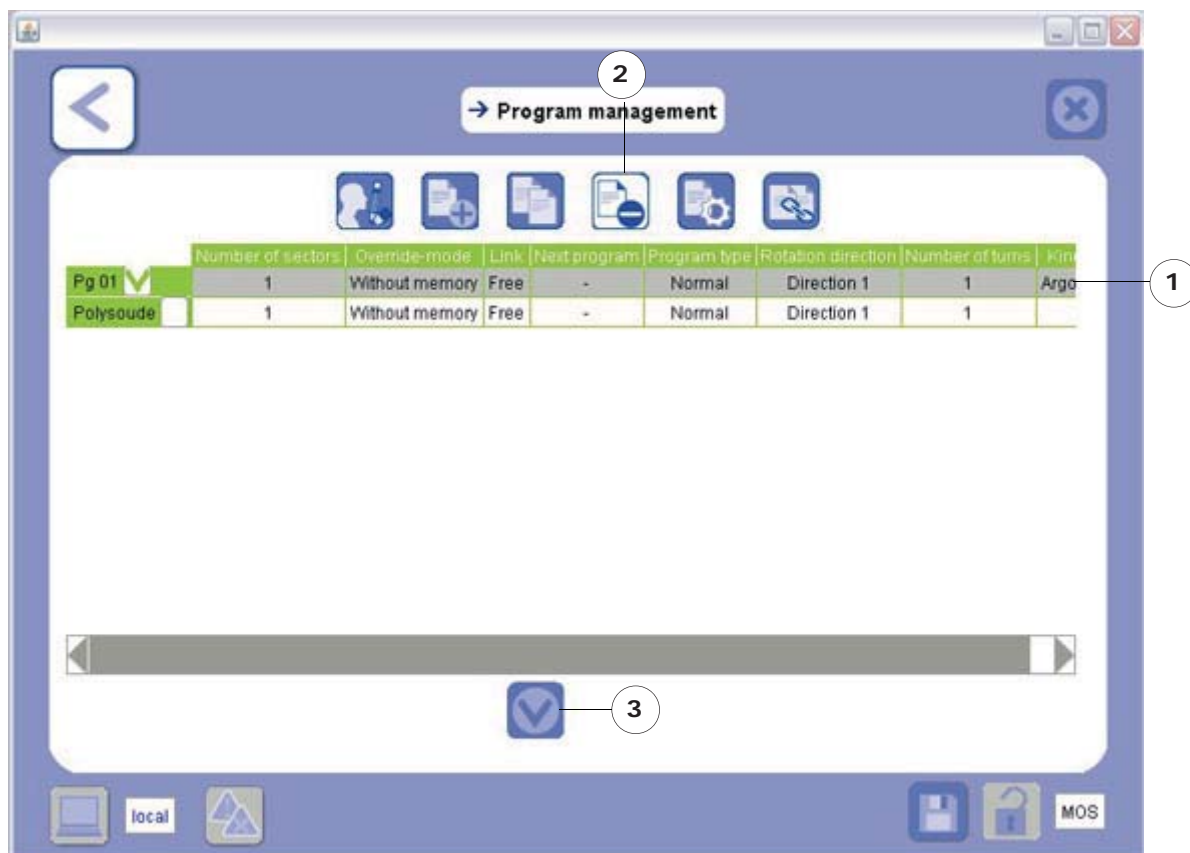 2
→ Program management
Number of sectors Override-mode Link Next program Program type Rotation direction Number of turns Kin
Pg 01 1 Without memory Free - Normal Direction 1 1 Argo
1
Polysoude 1 Without memory Free - Normal Direction 1 1
3
local
MOS